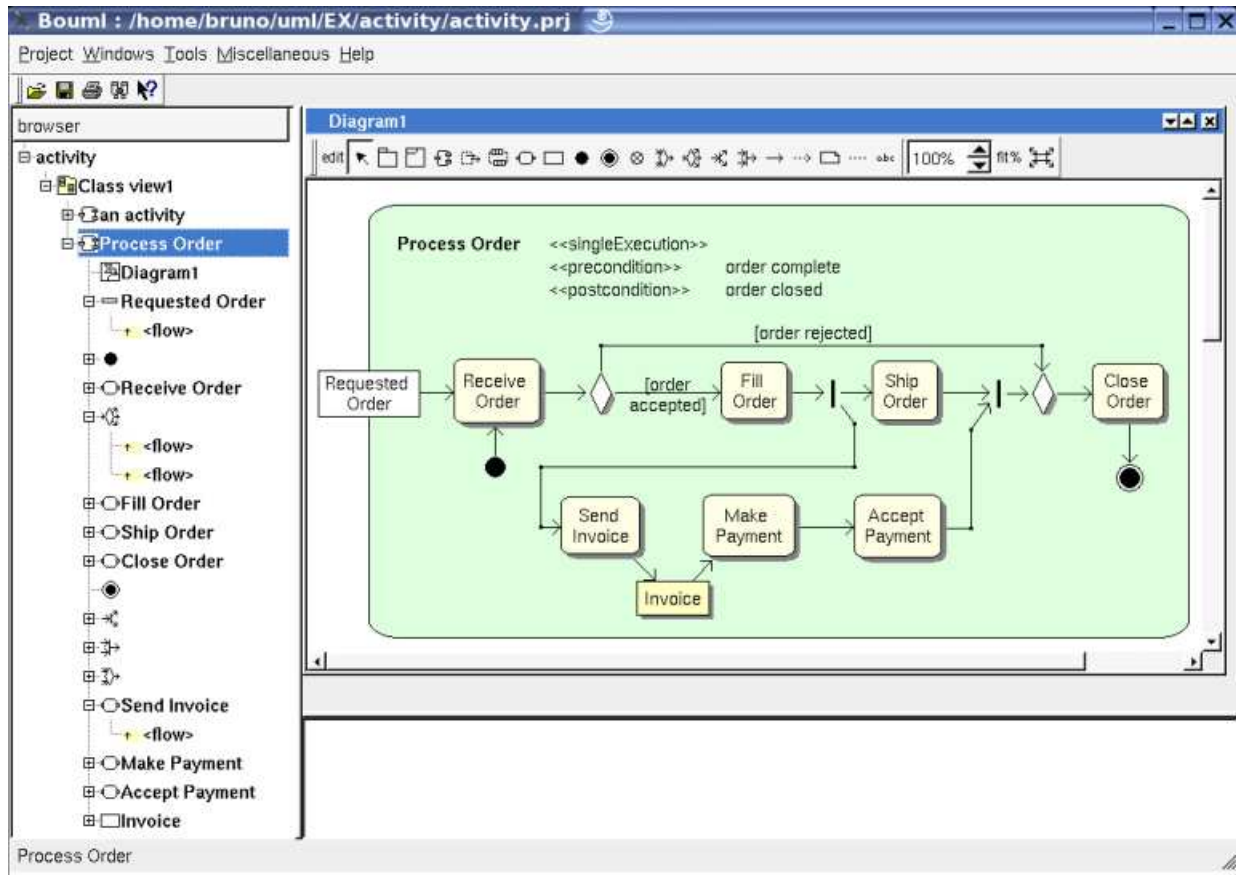 Bouml : /home/bruno/uml/EX/activity/activity.prj
Project Windows Tools Miscellaneous Help
browser
activity
Class view1
an activity
Process Order
Diagram1
Requested Order
<flow>
Receive Order
<flow>
<flow>
Fill Order
Ship Order
Close Order
Send Invoice
<flow>
Make Payment
Accept Payment
Invoice
Diagram1
edit
abc
100%
fit%
Process Order <<singleExecution>>
<<precondition>> order complete
<<postcondition>> order closed
[order rejected]
Requested
Order
Receive
Order
[order
accepted]
Fill
Order
Ship
Order
Close
Order
Send
Invoice
Make
Payment
Accept
Payment
Invoice
Process Order